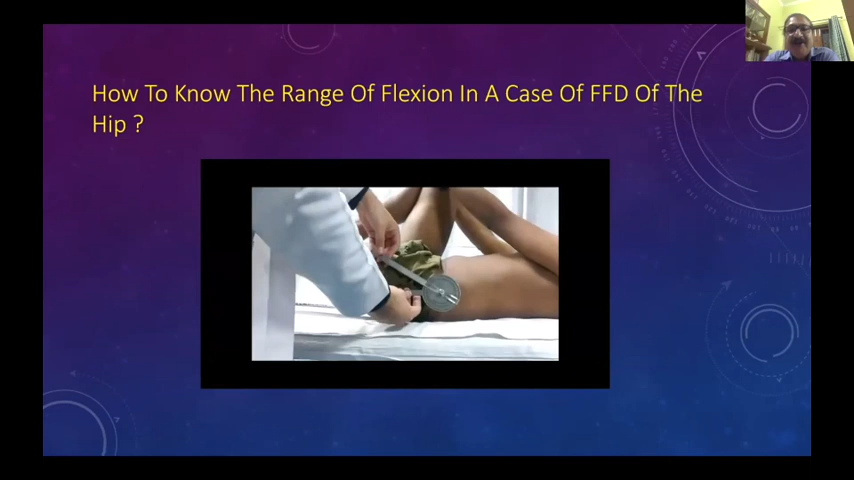 How To Know The Range Of Flexion In A Case Of FFD Of The
Hip ?